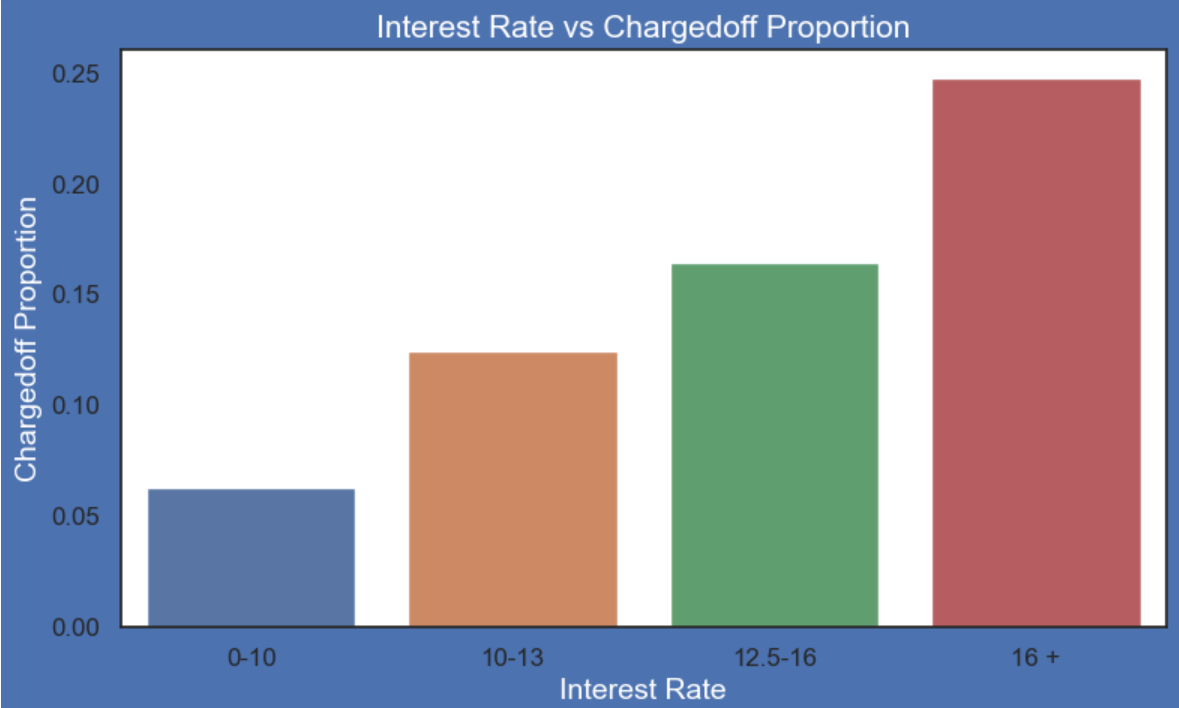 Interest Rate vs Chargedoff Proportion
Chargedoff Proportion
0.25
0.20
0.15
0.10
0.05
0.00
0-10 10-13 12.5-16 16 +
Interest Rate